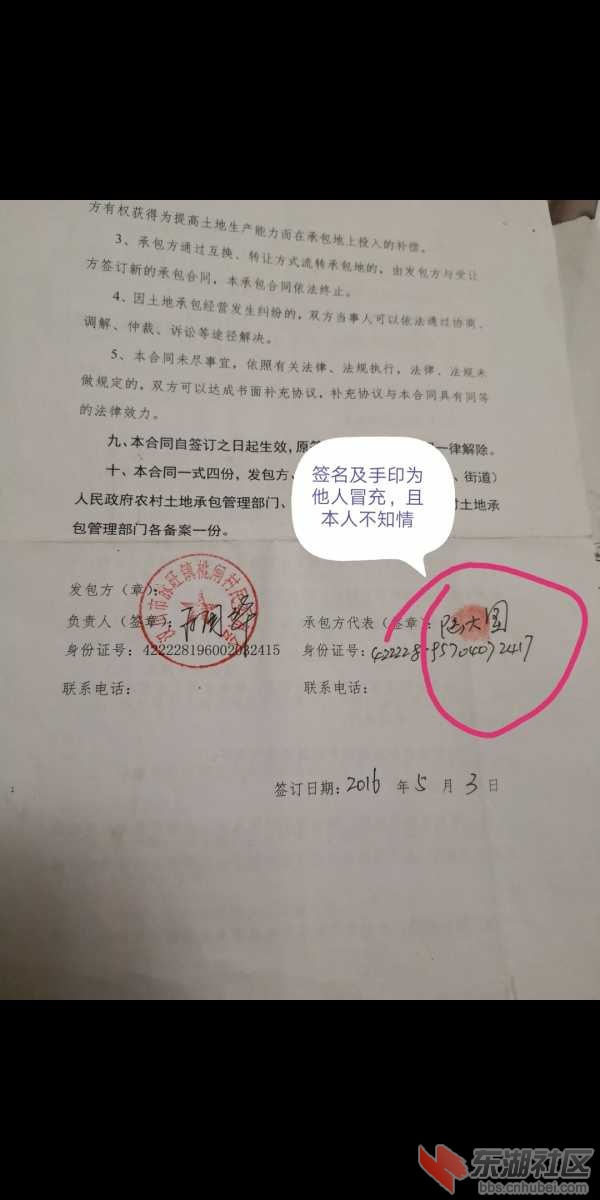 方有权获得为提高土地生产能力而在承包地上投入的补偿。
3、承包方通过互换、转让方式流转承包地的，由发包方与受让
方签订新的承包合同，本承包合同依法终止。
4、因土地承包经营发生纠纷的，双方当事人可以依法通过协商、
调解、仲裁、诉讼等途径解决。
5、本合同未尽事宜，依照有关法律、法规执行，法律、法规未
做规定的，双方可以达成书面补充协议，补充协议与本合同具有同等
的法律效力。
九、本合同自签订之日起生效，原签 一律解除。
十、本合同一式四份，发包方、 、街道）
人民政府农村土地承包管理部门、 村土地承
包管理部门各备案一份。
签名及手印为
他人冒充，且
本人不知情
发包方（章）：
负责人（签章）：
承包方代表（签章）：陆大国
身份证号：422228196002032415
身份证号：422228195704072417
联系电话：
联系电话：
签订日期：2016 年 5 月 3 日
东湖社区
bbs.cnhubei.com